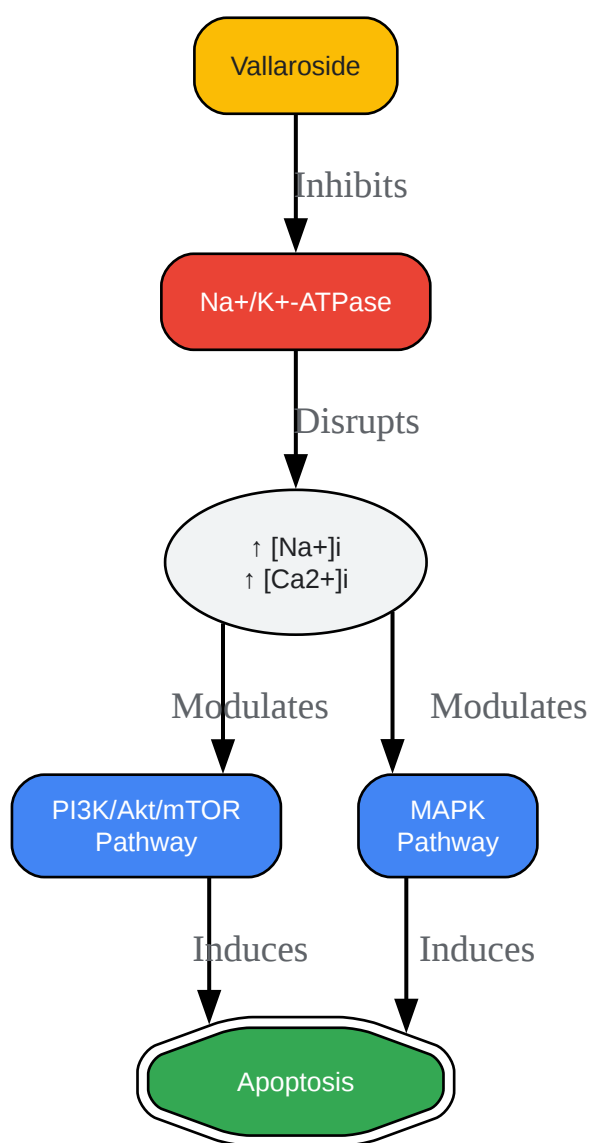 Vallaroside
Inhibits
Na+/K+-ATPase
Disrupts
↑ [Na+]i
↑ [Ca2+]i
Modulates
Modulates
PI3K/Akt/mTOR
Pathway
MAPK
Pathway
Induces
Induces
Apoptosis